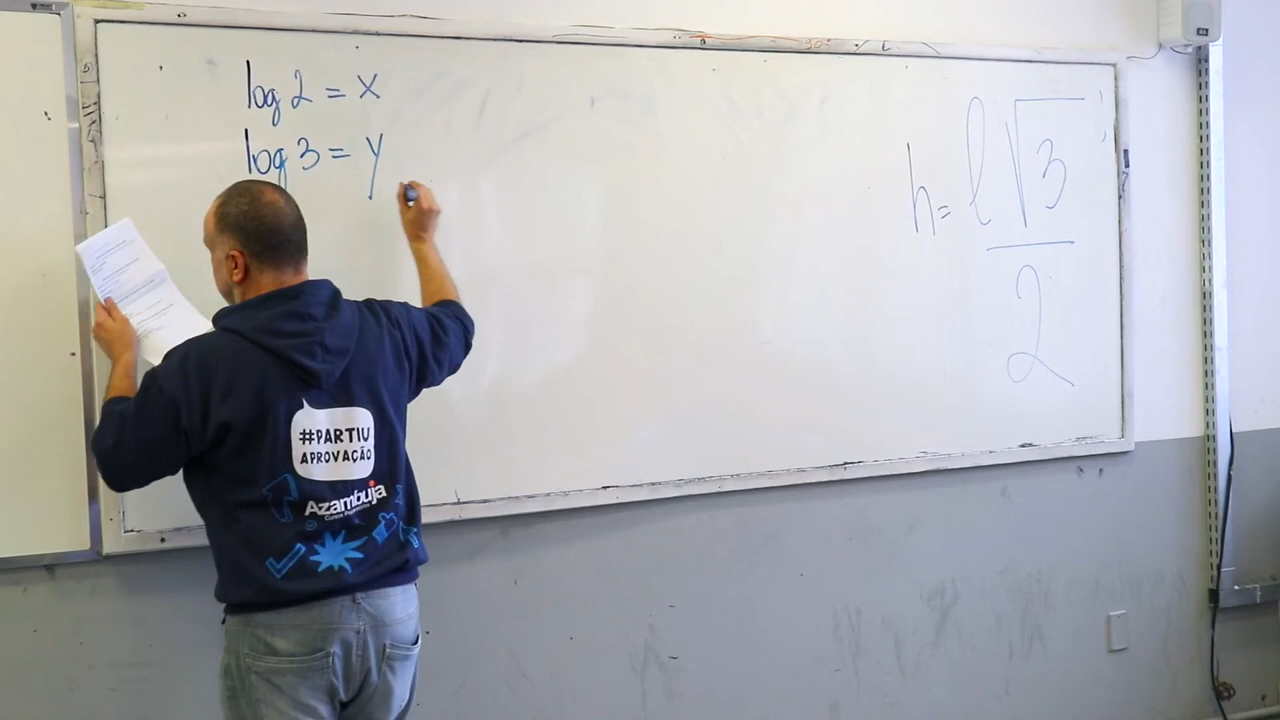 log 2 = x
log 3 = y
h = l√3
2
#PARTIU
APROVAÇÃO
Azambuja